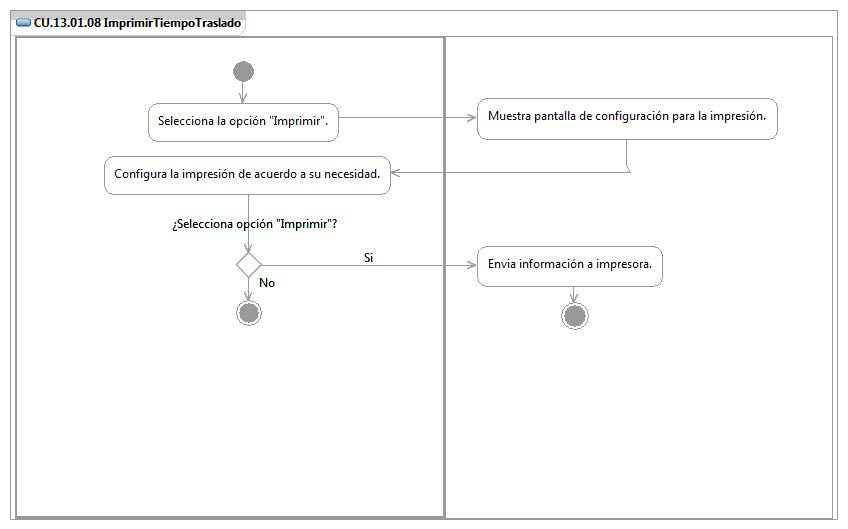 CU.13.01.08 ImprimirTiempoTraslado
Selecciona la opción "Imprimir".
Muestra pantalla de configuración para la impresión.
Configura la impresión de acuerdo a su necesidad.
¿Selecciona opción "Imprimir"?
Si
Envia información a impresora.
No